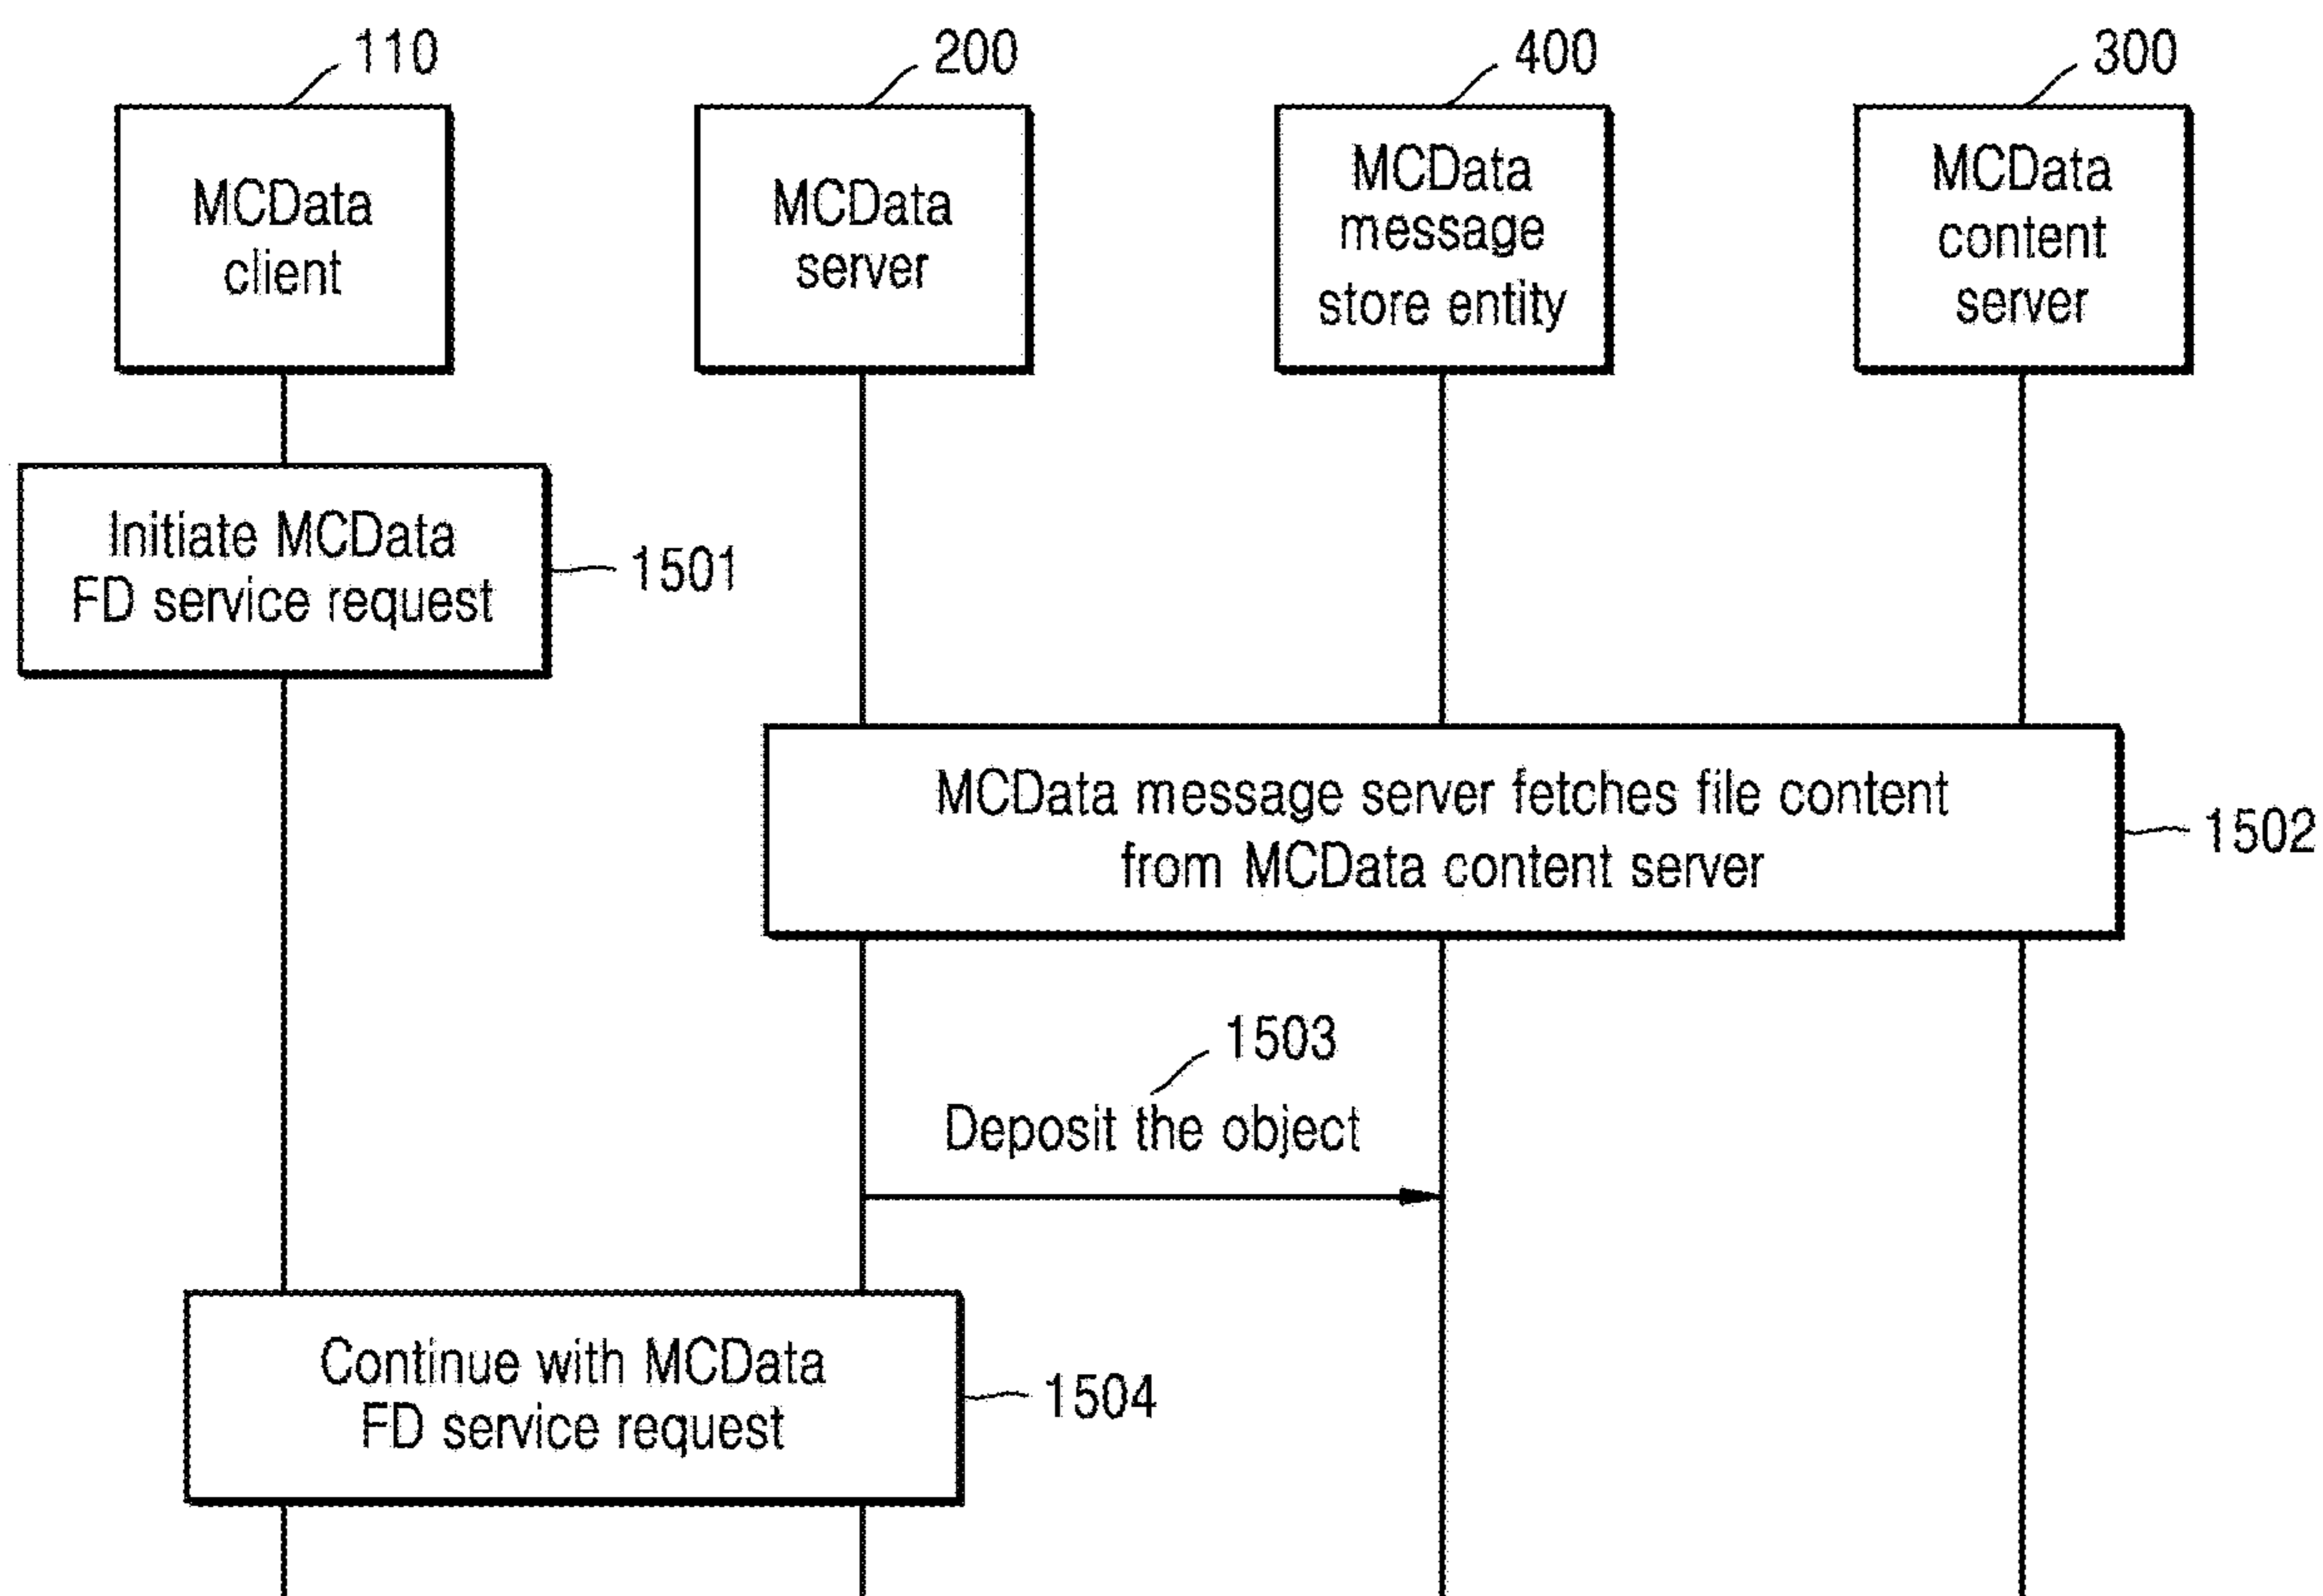 110
200
400
300
MCData
client
MCData
server
MCData
message
store entity
MCData
content
server
Initiate MCData
FD service request
1501
MCData message server fetches file content
from MCData content server
1502
1503
Deposit the object
Continue with MCData
FD service request
1504